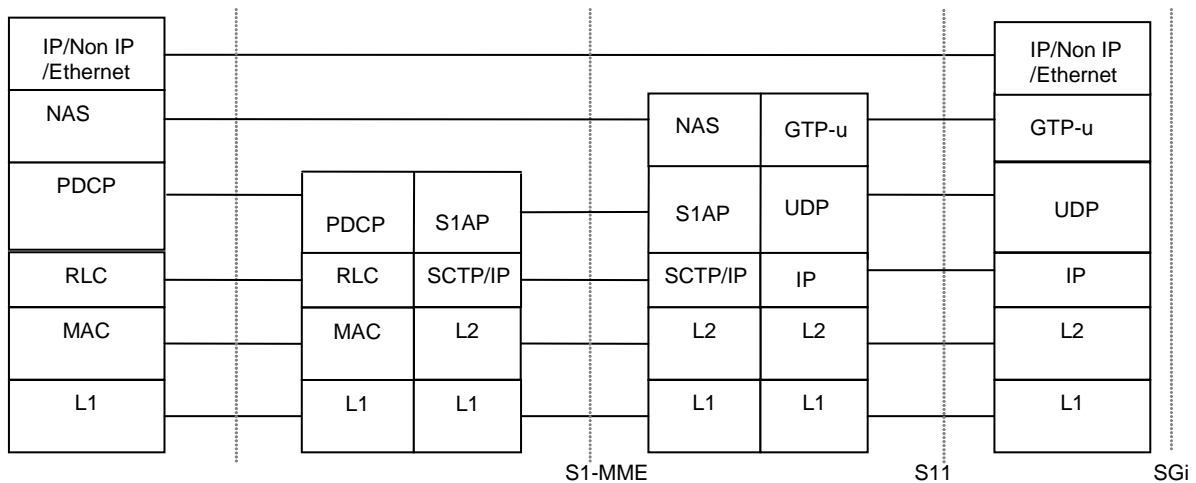 IP/Non IP
/Ethernet
NAS
PDCP
RLC
MAC
L1
PDCP
S1AP
RLC
SCTP/IP
MAC
L2
L1
L1
NAS
GTP-u
S1AP
UDP
SCTP/IP
IP
L2
L2
L1
L1
IP/Non IP
/Ethernet
GTP-u
UDP
IP
L2
L1
S1-MME
S11
SGi